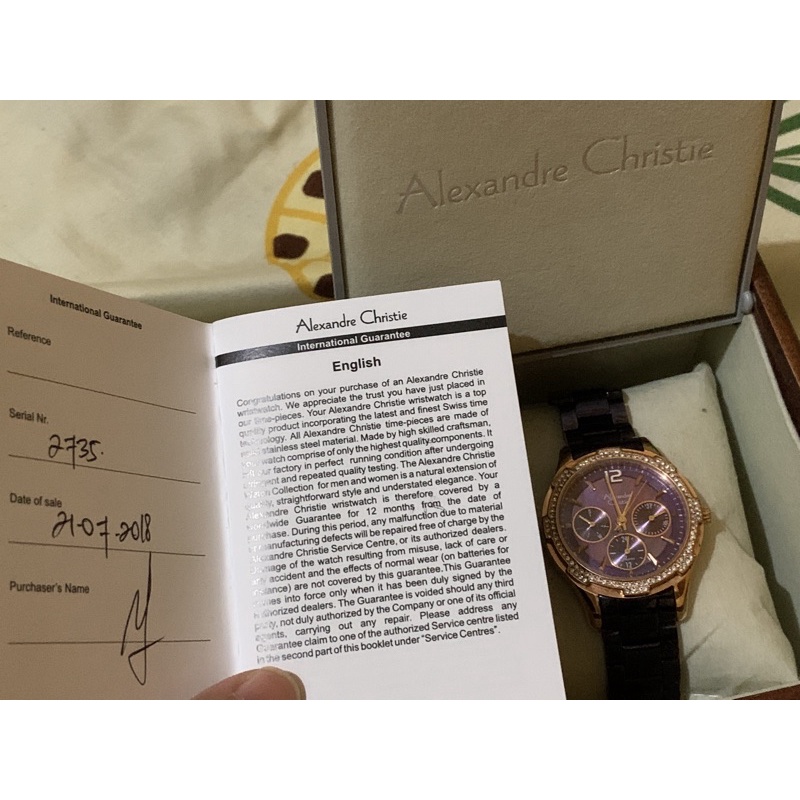 Alexandre Christie
International Guarantee
Reference
Serial Nr.
2735.
Date of sale
21-07-2018
Purchaser's Name
Alexandre Christie
International Guarantee
English
Congratulations on your purchase of an Alexandre Christie
wristwatch. We appreciate the trust you have just placed in
our time-pieces. Your Alexandre Christie wristwatch is a top
quality product incorporating the latest and finest Swiss time
technology. All Alexandre Christie time-pieces are made of
stainless steel material. Made by high skilled craftsman,
watch comprise of only the highest quality.components. It
our factory in perfect running condition after undergoing
and repeated quality testing. The Alexandre Christie
Collection for men and women is a natural extension of
straightforward style and understated elegance. Your
Alexandre Christie wristwatch is therefore covered by a
Guarantee for 12 months from the date of
purchase. During this period, any malfunction due to material
manufacturing defects will be repaired free of charge by the
Alexandre Christie Service Centre, or its authorized dealers.
of the watch resulting from misuse, lack of care or
accident and the effects of normal wear (on batteries for
are not covered by this guarantee.This Guarantee
comes into force only when it has been duly signed by the
authorized dealers. The Guarantee is voided should any third
party, not duly authorized by the Company or one of its official
agents, carrying out any repair. Please address any
Guarantee claim to one of the authorized Service centre listed
in the second part of this booklet under "Service Centres".